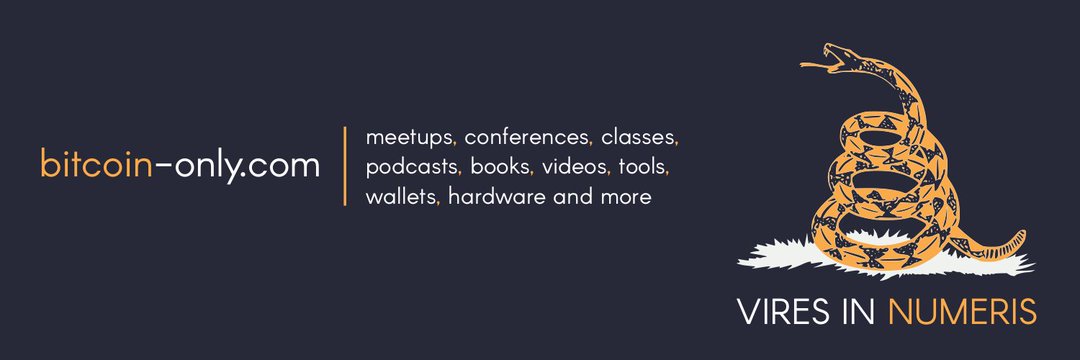 bitcoin-only.com
meetups, conferences, classes,
podcasts, books, videos, tools,
wallets, hardware and more
VIRES IN NUMERIS